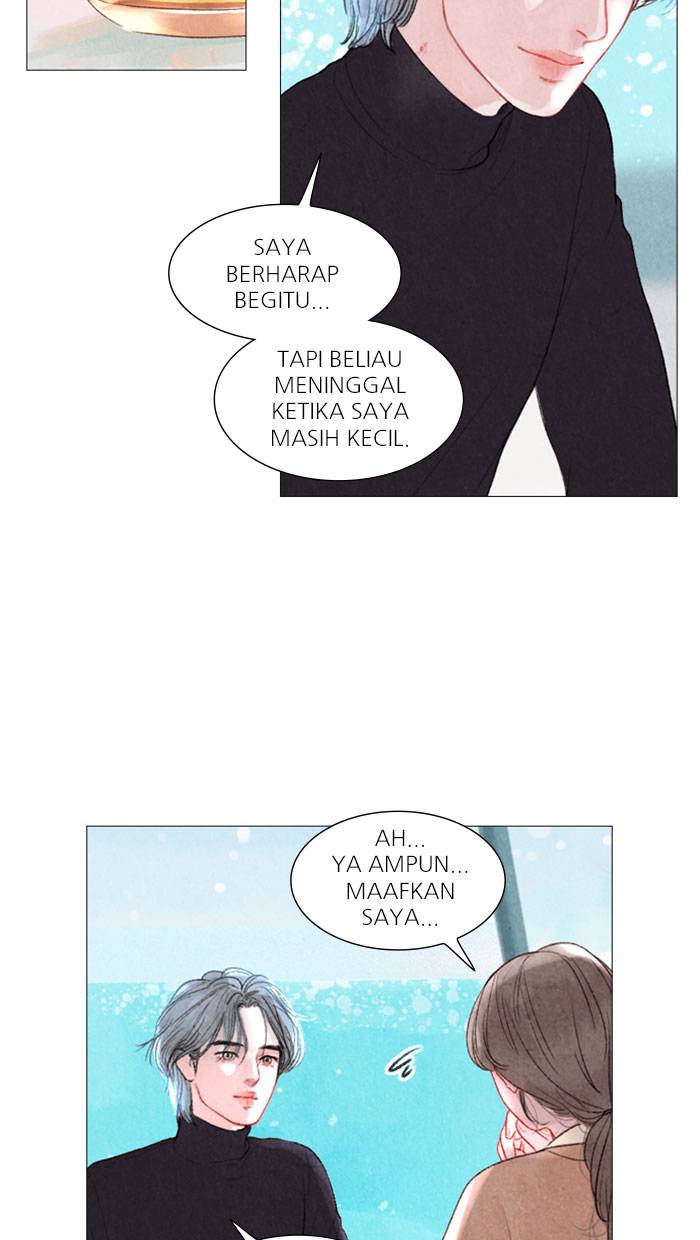 SAYA
BERHARAP
BEGITU...
TAPI BELIAU
MENINGGAL
KETIKA SAYA
MASIH KECIL.
AH...
YA AMPUN...
MAAFKAN
SAYA...